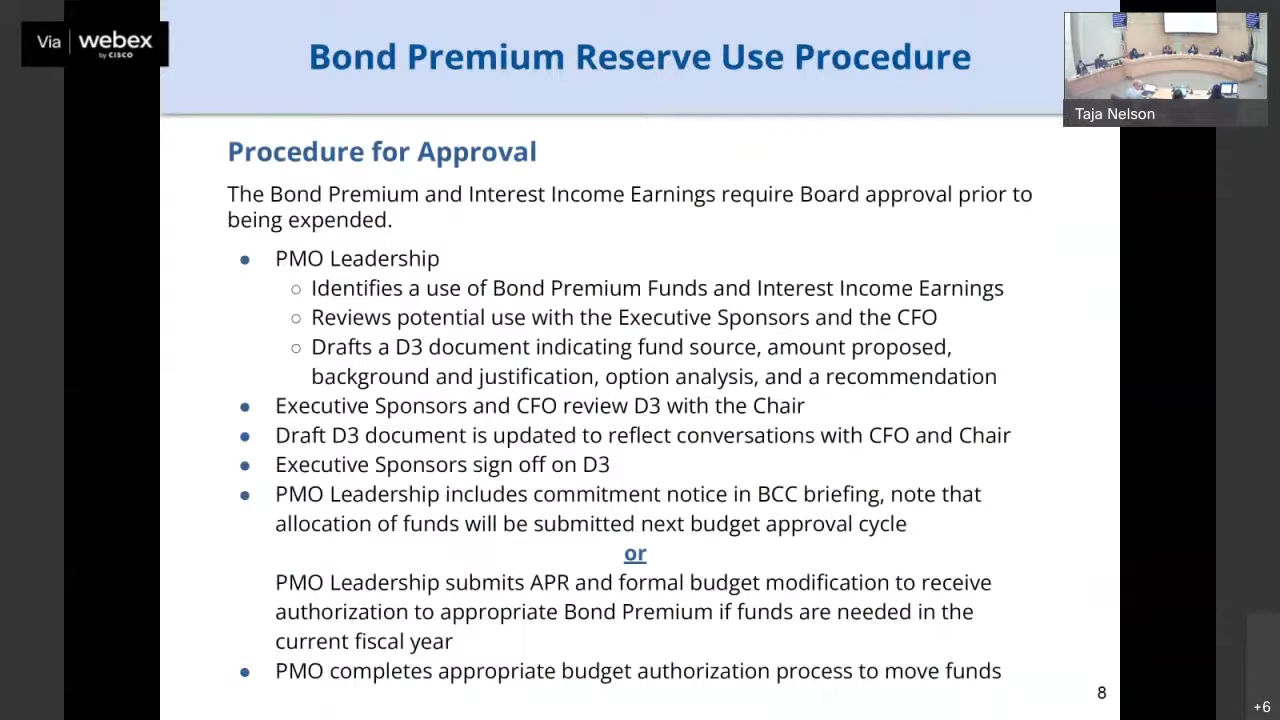 Via webex
by CISCO
Bond Premium Reserve Use Procedure
Taja Nelson
Procedure for Approval
The Bond Premium and Interest Income Earnings require Board approval prior to
being expended.
● PMO Leadership
○ Identifies a use of Bond Premium Funds and Interest Income Earnings
○ Reviews potential use with the Executive Sponsors and the CFO
○ Drafts a D3 document indicating fund source, amount proposed,
background and justification, option analysis, and a recommendation
● Executive Sponsors and CFO review D3 with the Chair
● Draft D3 document is updated to reflect conversations with CFO and Chair
● Executive Sponsors sign off on D3
● PMO Leadership includes commitment notice in BCC briefing, note that
allocation of funds will be submitted next budget approval cycle
or
PMO Leadership submits APR and formal budget modification to receive
authorization to appropriate Bond Premium if funds are needed in the
current fiscal year
● PMO completes appropriate budget authorization process to move funds
8
+6